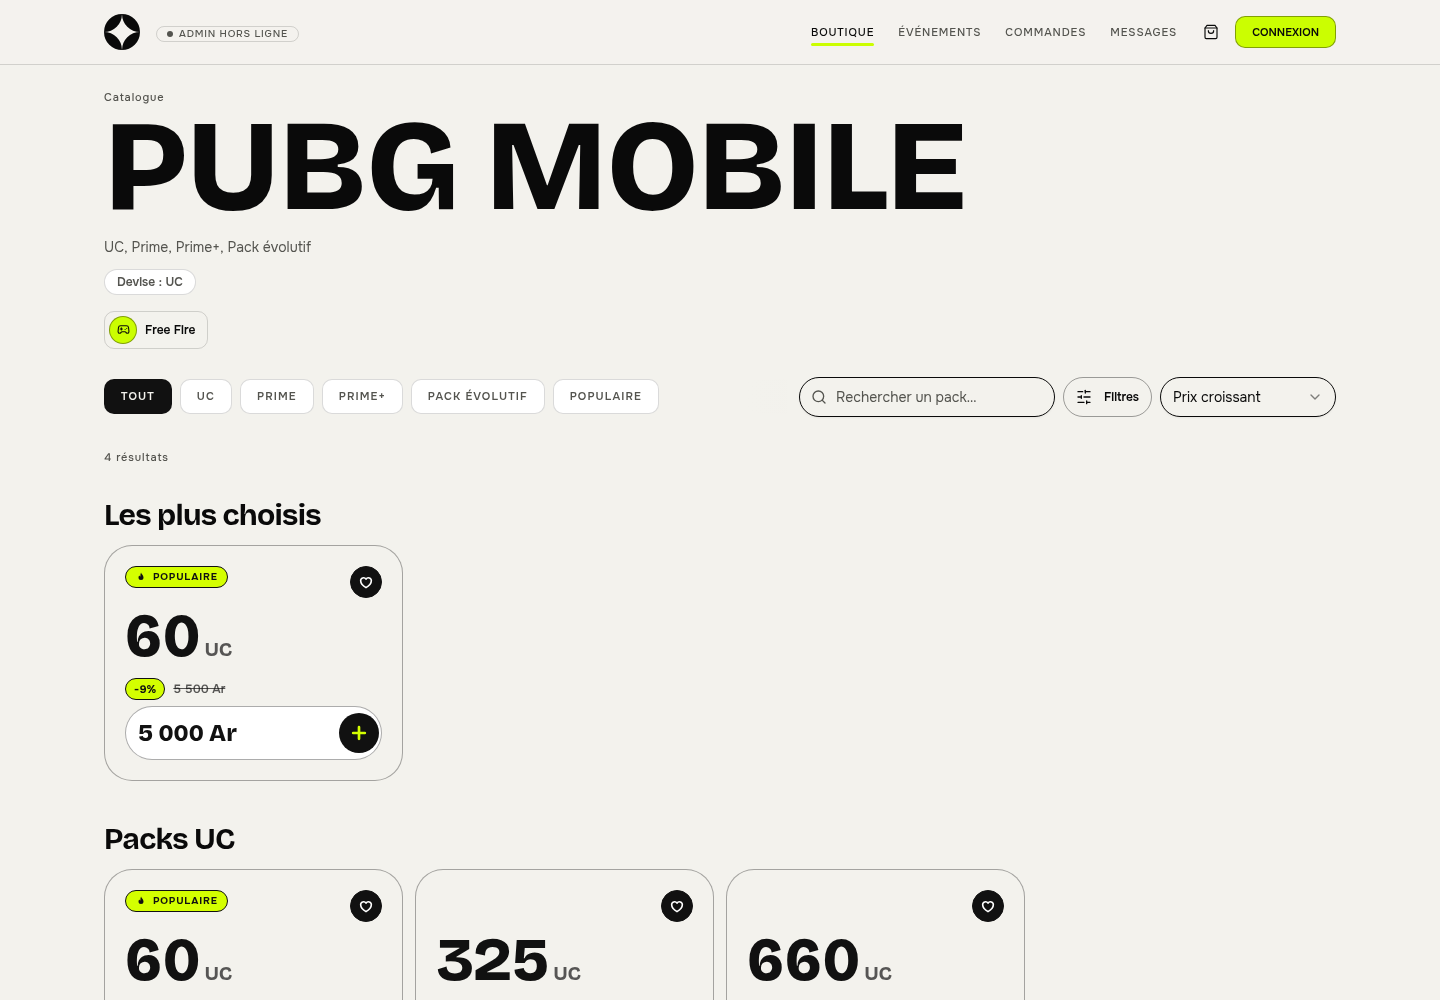 ADMIN HORS LIGNE
BOUTIQUE ÉVÉNEMENTS COMMANDES MESSAGES CONNEXION
Catalogue
PUBG MOBILE
UC, Prime, Prime+, Pack évolutif
Devise : UC
Free Fire
TOUT UC PRIME PRIME+ PACK ÉVOLUTIF POPULAIRE
Rechercher un pack... Filtres Prix croissant
4 résultats
Les plus choisis
POPULAIRE
60 UC
-9% 5 500 Ar
5 000 Ar
Packs UC
POPULAIRE
60 UC 325 UC 660 UC